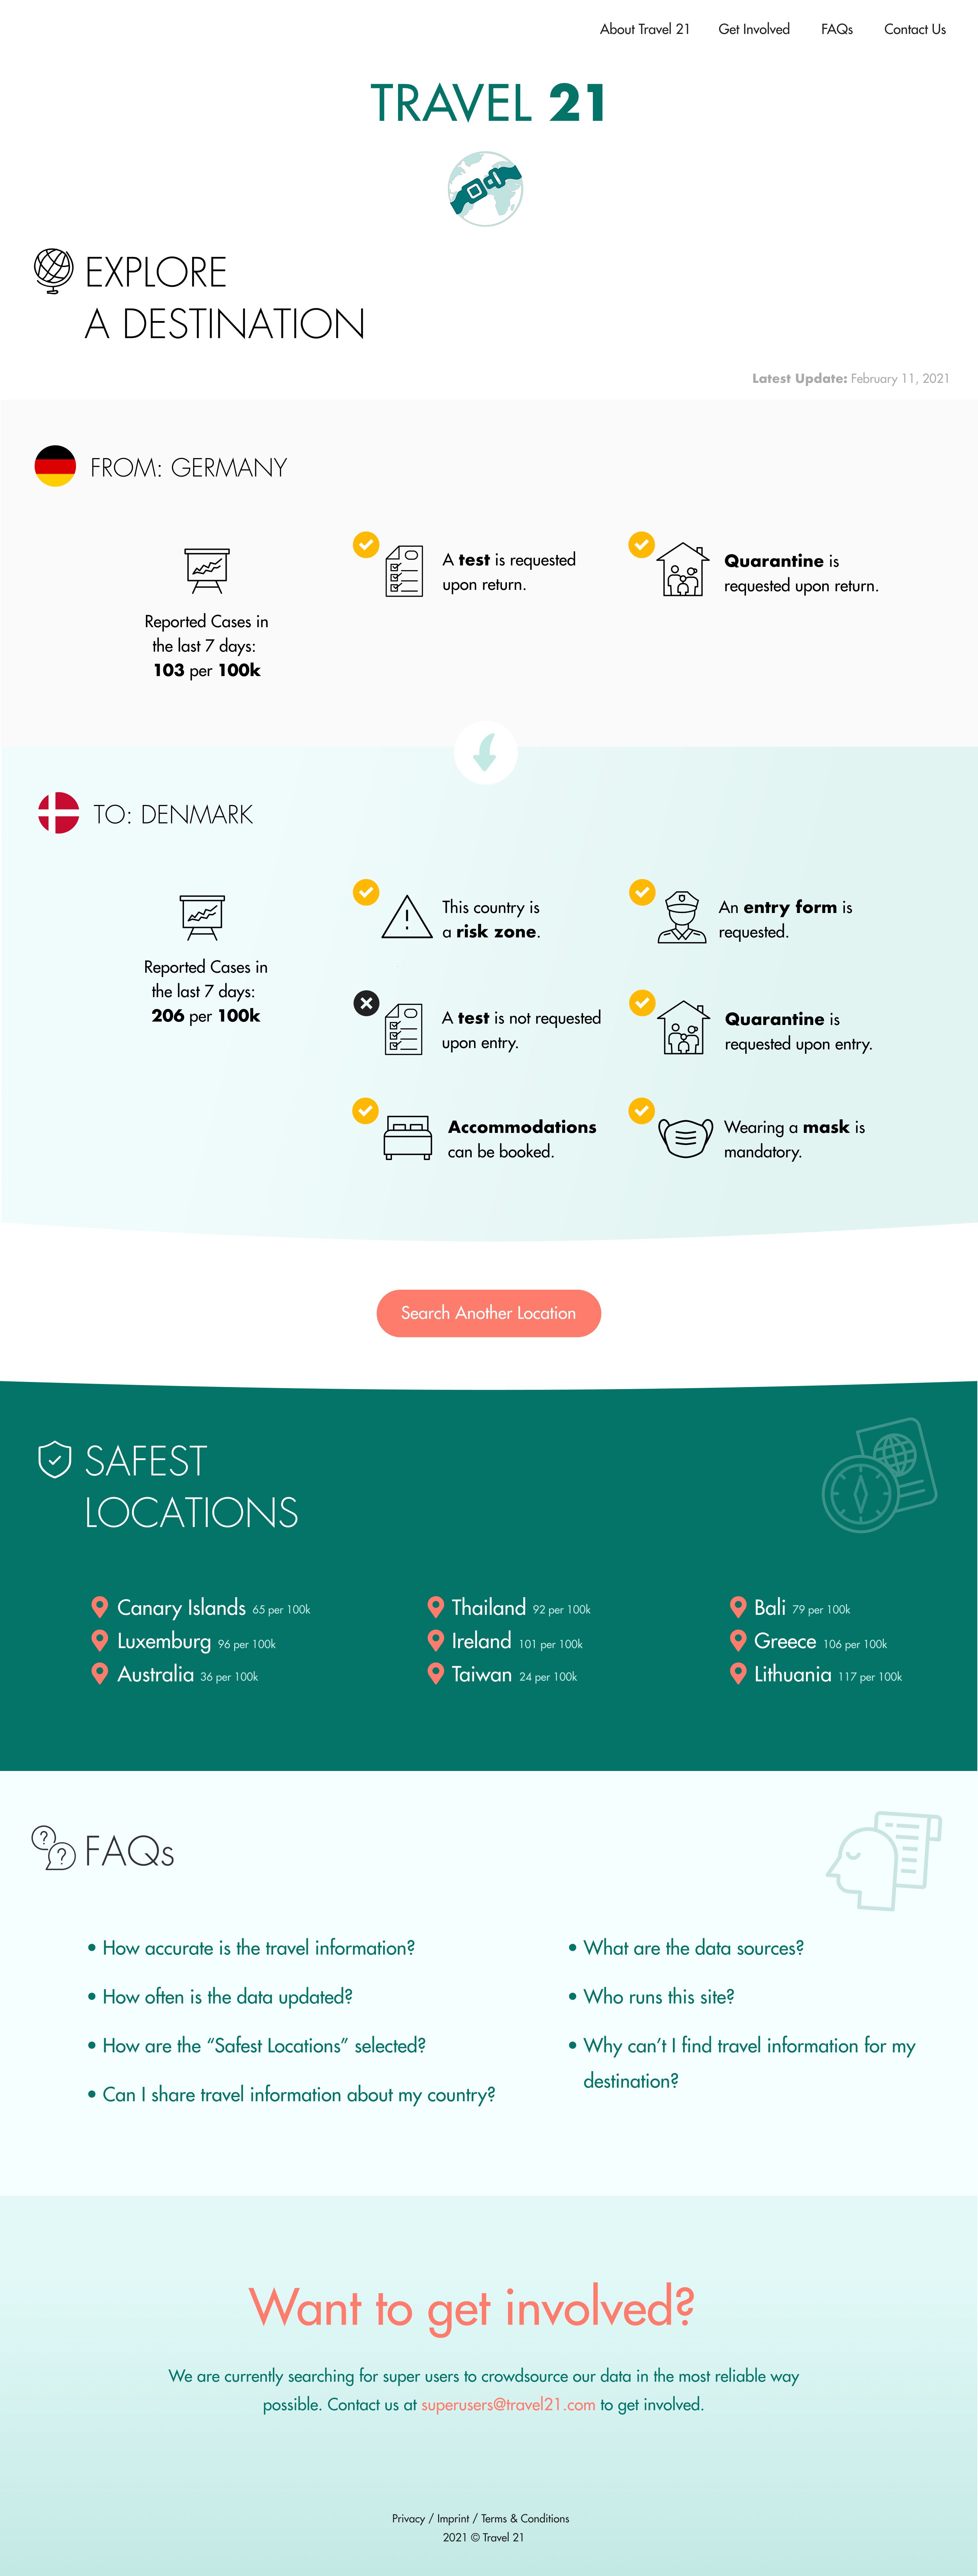 About Travel 21 Get Involved FAQs Contact Us
TRAVEL 21
EXPLORE
A DESTINATION
Latest Update: February 11, 2021
FROM: GERMANY
Reported Cases in
the last 7 days:
103 per 100k
A test is requested
upon return.
Quarantine is
requested upon return.
TO: DENMARK
Reported Cases in
the last 7 days:
206 per 100k
This country is
a risk zone.
An entry form is
requested.
A test is not requested
upon entry.
Quarantine is
requested upon entry.
Accommodations
can be booked.
Wearing a mask is
mandatory.
Search Another Location
SAFEST
LOCATIONS
Canary Islands 65 per 100k
Luxemburg 96 per 100k
Australia 36 per 100k
Thailand 92 per 100k
Ireland 101 per 100k
Taiwan 24 per 100k
Bali 79 per 100k
Greece 106 per 100k
Lithuania 117 per 100k
? ? FAQs
• How accurate is the travel information?
• How often is the data updated?
• How are the “Safest Locations” selected?
• Can I share travel information about my country?
• What are the data sources?
• Who runs this site?
• Why can’t I find travel information for my
destination?
Want to get involved?
We are currently searching for super users to crowdsource our data in the most reliable way
possible. Contact us at superusers@travel21.com to get involved.
Privacy / Imprint / Terms & Conditions
2021 © Travel 21